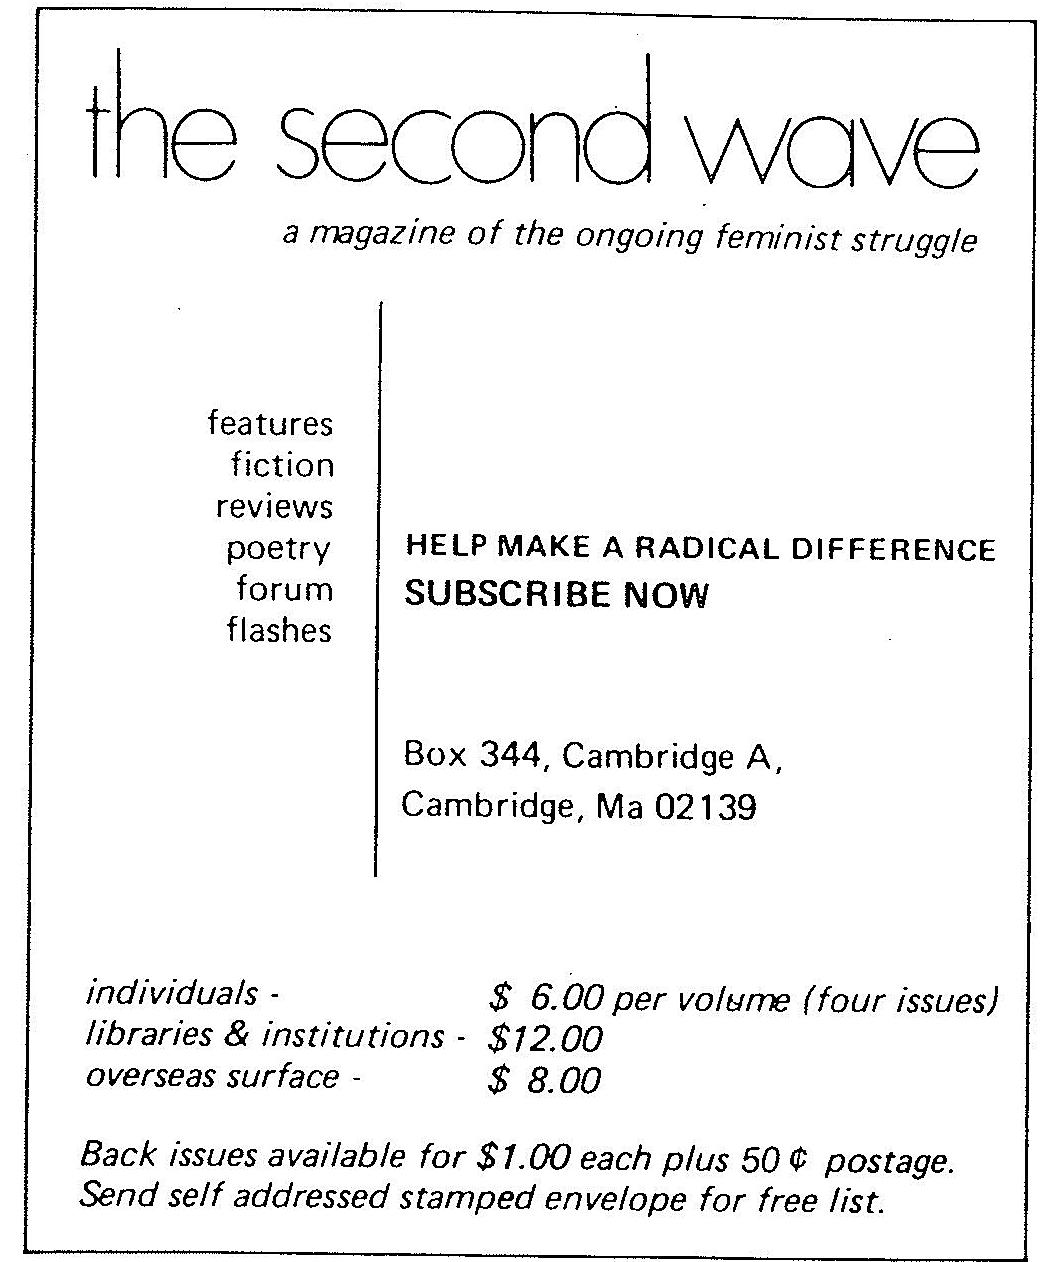 the second wave
a magazine of the ongoing feminist struggle
features
fiction
reviews
poetry
forum
flashes
HELP MAKE A RADICAL DIFFERENCE
SUBSCRIBE NOW
Box 344, Cambridge A,
Cambridge, Ma 02139
individuals - $ 6.00 per volume (four issues)
libraries & institutions - $12.00
overseas surface - $ 8.00
Back issues available for $1.00 each plus 50 ¢ postage.
Send self addressed stamped envelope for free list.